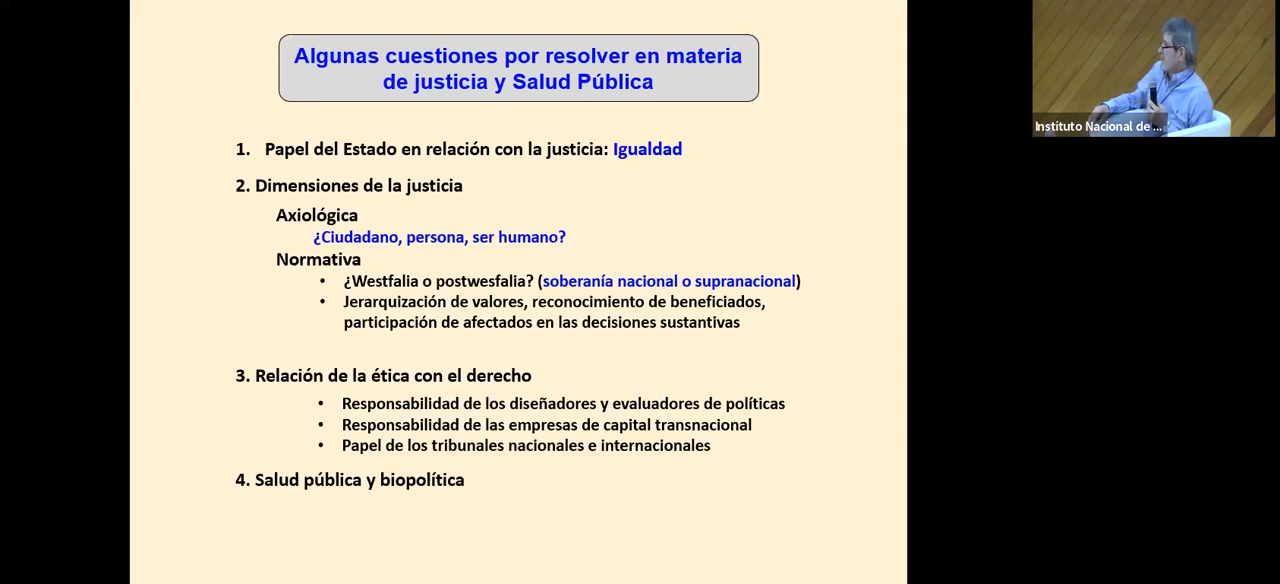 Algunas cuestiones por resolver en materia
de justicia y Salud Pública
Instituto Nacional de ...
1. Papel del Estado en relación con la justicia: Igualdad
2. Dimensiones de la justicia
Axiológica
¿Ciudadano, persona, ser humano?
Normativa
• ¿Westfalia o postwesfalia? (soberanía nacional o supranacional)
• Jerarquización de valores, reconocimiento de beneficiados,
participación de afectados en las decisiones sustantivas
3. Relación de la ética con el derecho
• Responsabilidad de los diseñadores y evaluadores de políticas
• Responsabilidad de las empresas de capital transnacional
• Papel de los tribunales nacionales e internacionales
4. Salud pública y biopolítica